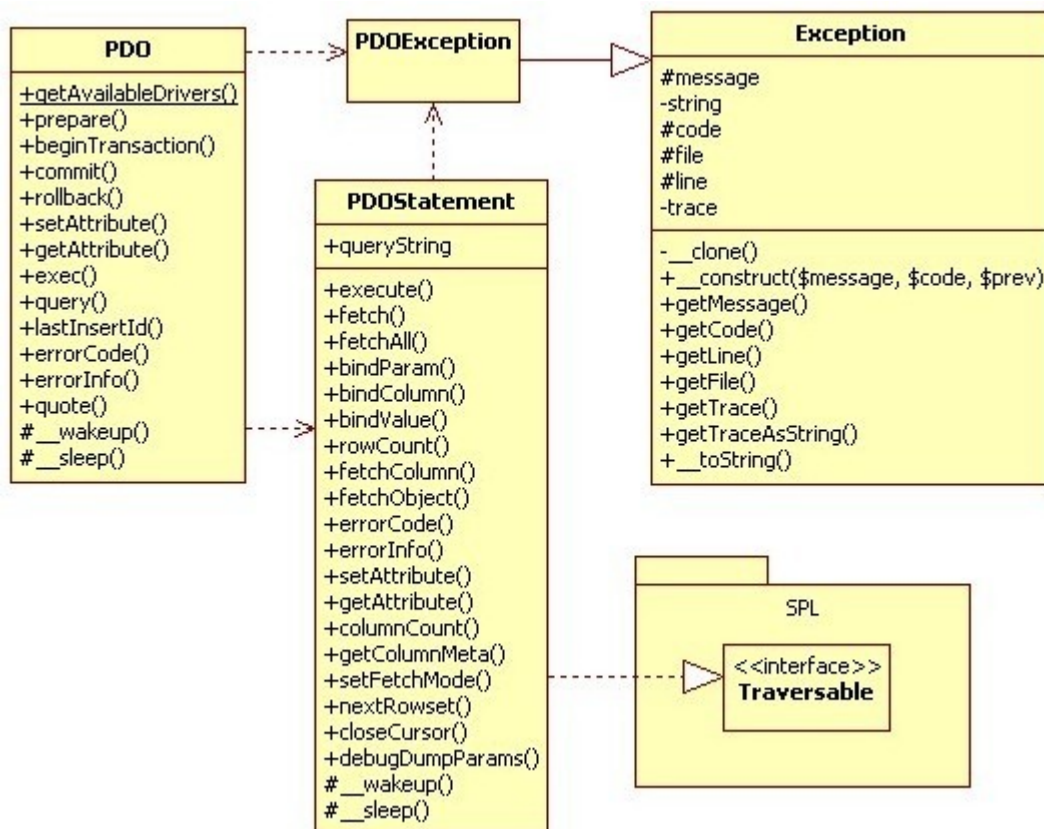 PDO
+getAvailableDrivers()
+prepare()
+beginTransaction()
+commit()
+rollback()
+setAttribute()
+getAttribute()
+exec()
+query()
+lastInsertId()
+errorCode()
+errorInfo()
+quote()
#__wakeup()
#__sleep()
PDOException
PDOStatement
+queryString
+execute()
+fetch()
+fetchAll()
+bindParam()
+bindColumn()
+bindValue()
+rowCount()
+fetchColumn()
+fetchObject()
+errorCode()
+errorInfo()
+setAttribute()
+getAttribute()
+columnCount()
+getColumnMeta()
+setFetchMode()
+nextRowset()
+closeCursor()
+debugDumpParams()
#__wakeup()
#__sleep()
Exception
#message
-string
#code
#file
#line
-trace
-__clone()
+__construct($message, $code, $prev)
+getMessage()
+getCode()
+getLine()
+getFile()
+getTrace()
+getTraceAsString()
+__toString()
SPL
<<interface>>
Traversable